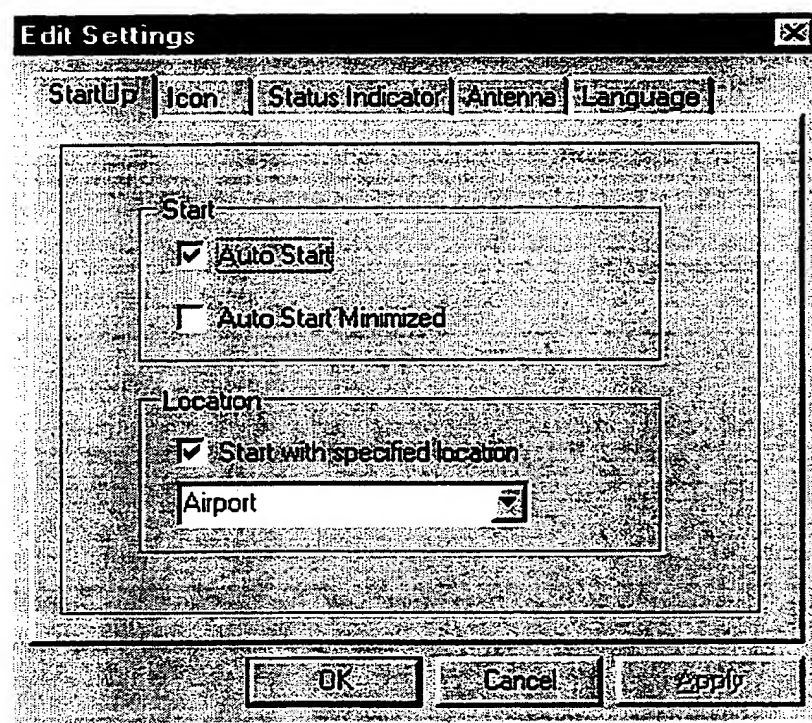 Edit Settings
StartUp Icon Status Indicator Antenna Language
Start
Auto Start
Auto Start Minimized
Location
Start with specified location
Airport
OK Cancel Apply